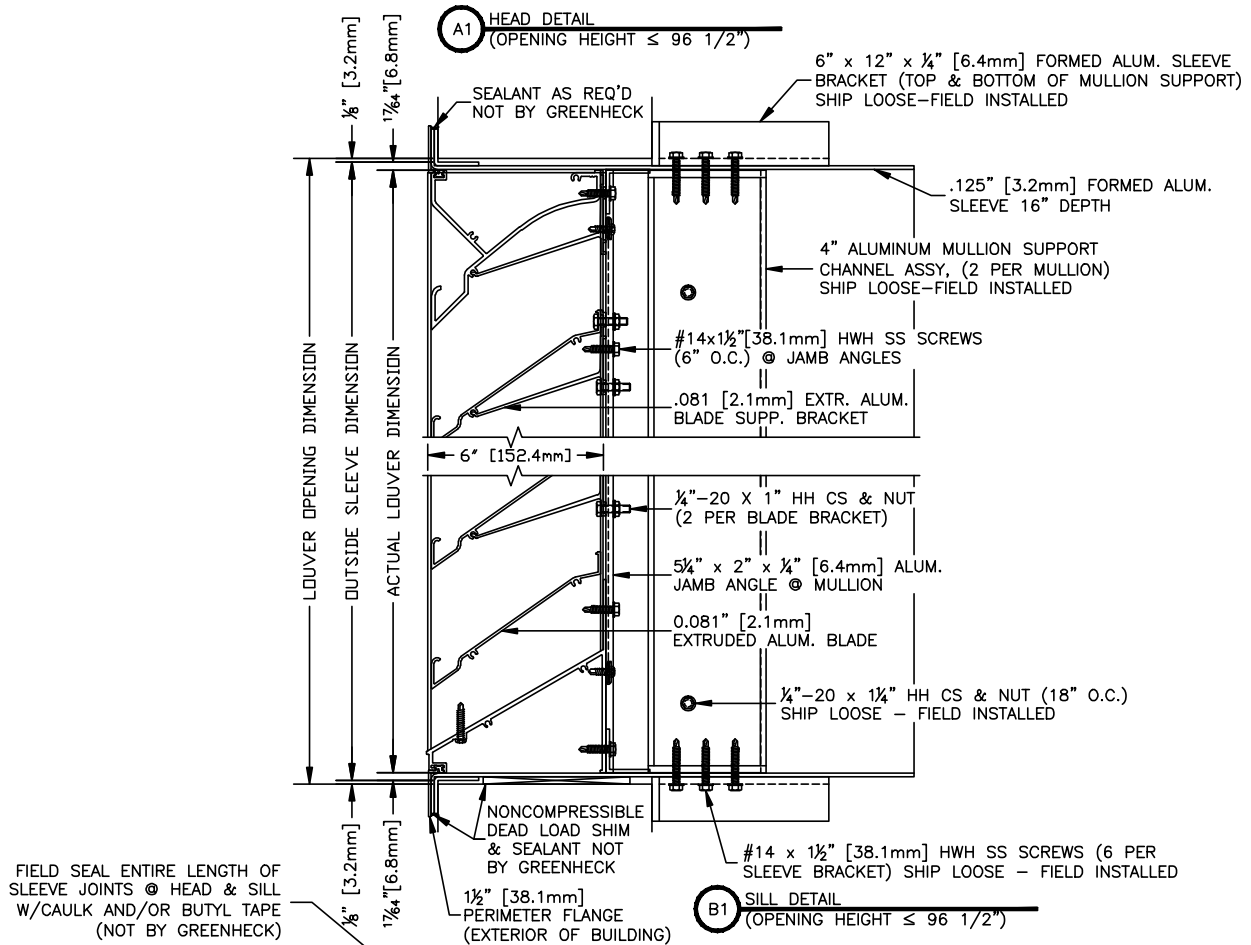 A1
HEAD DETAIL
(OPENING HEIGHT ≤ 96 1/2")
6" x 12" x ¼" [6.4mm] FORMED ALUM. SLEEVE
BRACKET (TOP & BOTTOM OF MULLION SUPPORT)
SHIP LOOSE-FIELD INSTALLED
⅛" [3.2mm]
17/64"[6.8mm]
SEALANT AS REQ'D
NOT BY GREENHECK
.125" [3.2mm] FORMED ALUM.
SLEEVE 16" DEPTH
4" ALUMINUM MULLION SUPPORT
CHANNEL ASSY, (2 PER MULLION)
SHIP LOOSE-FIELD INSTALLED
#14x1½"[38.1mm] HWH SS SCREWS
(6" O.C.) @ JAMB ANGLES
.081 [2.1mm] EXTR. ALUM.
BLADE SUPP. BRACKET
LOUVER OPENING DIMENSION
OUTSIDE SLEEVE DIMENSION
ACTUAL LOUVER DIMENSION
6" [152.4mm]
¼"-20 X 1" HH CS & NUT
(2 PER BLADE BRACKET)
5¼" x 2" x ¼" [6.4mm] ALUM.
JAMB ANGLE @ MULLION
0.081" [2.1mm]
EXTRUDED ALUM. BLADE
¼"-20 x 1¼" HH CS & NUT (18" O.C.)
SHIP LOOSE - FIELD INSTALLED
NONCOMPRESSIBLE
DEAD LOAD SHIM
& SEALANT NOT
BY GREENHECK
#14 x 1½" [38.1mm] HWH SS SCREWS (6 PER
SLEEVE BRACKET) SHIP LOOSE - FIELD INSTALLED
FIELD SEAL ENTIRE LENGTH OF
SLEEVE JOINTS @ HEAD & SILL
W/CAULK AND/OR BUTYL TAPE
(NOT BY GREENHECK)
⅛" [3.2mm]
17/64"[6.8mm]
1½" [38.1mm]
PERIMETER FLANGE
(EXTERIOR OF BUILDING)
B1
SILL DETAIL
(OPENING HEIGHT ≤ 96 1/2")